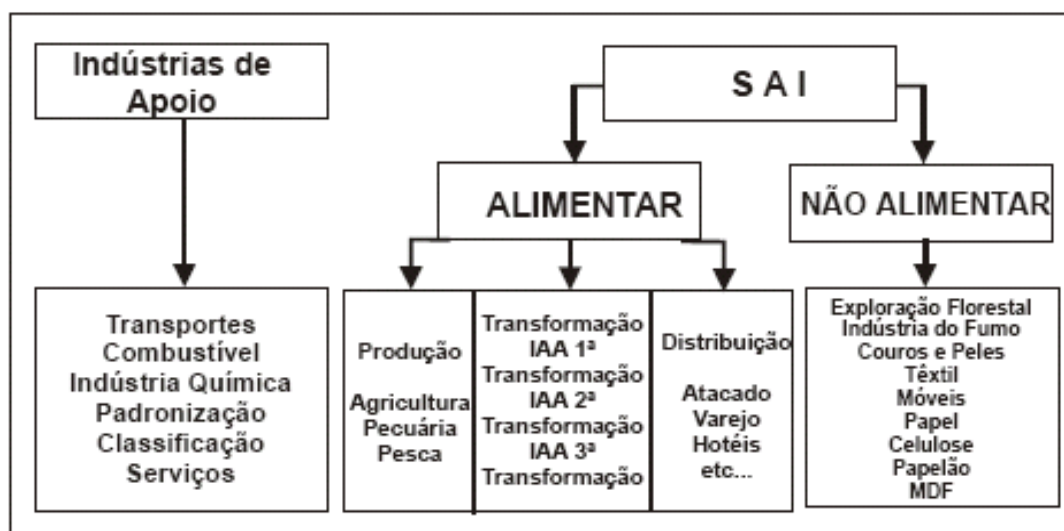 Indústrias de
Apoio
S A I
ALIMENTAR
NÃO ALIMENTAR
Transportes
Combustível
Indústria Química
Padronização
Classificação
Serviços
Produção
Agricultura
Pecuária
Pesca
Transformação
IAA 1ª
Transformação
IAA 2ª
Transformação
IAA 3ª
Transformação
Distribuição
Atacado
Varejo
Hotéis
etc...
Exploração Florestal
Indústria do Fumo
Couros e Peles
Têxtil
Móveis
Papel
Celulose
Papelão
MDF